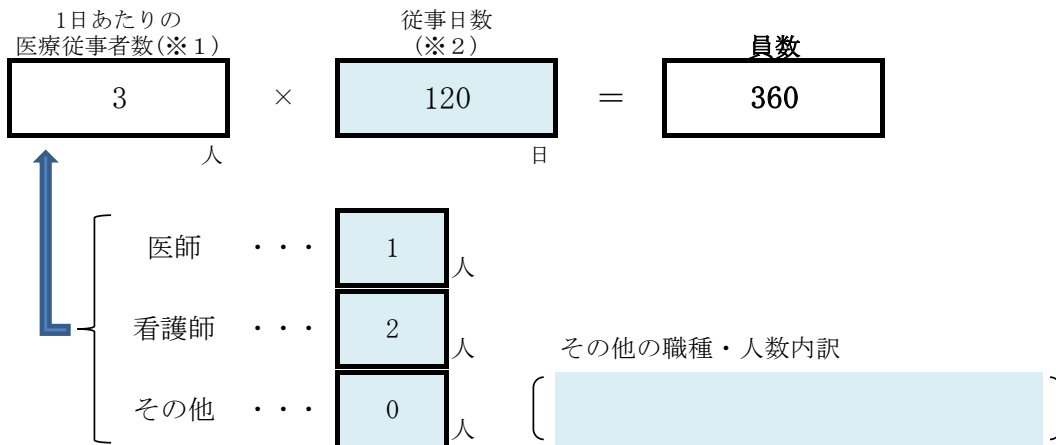 1日あたりの
医療従事者数(※１)
従事日数
(※２)
員数
3 × 120 ＝ 360
人
日
医師 ・・・ 1 人
看護師 ・・・ 2 人
その他の職種・人数内訳
その他 ・・・ 0 人